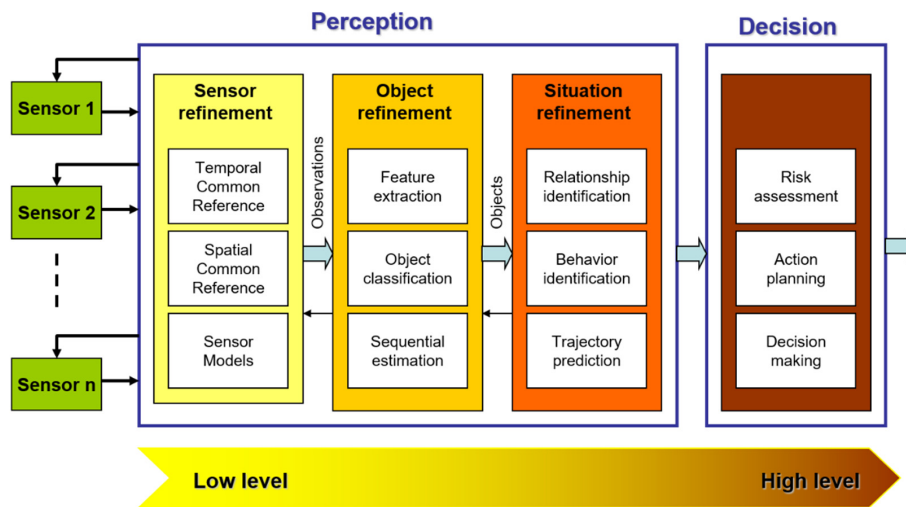 Perception
Decision
Sensor 1
Sensor 2
Sensor n
Sensor
refinement
Temporal
Common
Reference
Spatial
Common
Reference
Sensor
Models
Observations
Object
refinement
Feature
extraction
Object
classification
Sequential
estimation
Objects
Situation
refinement
Relationship
identification
Behavior
identification
Trajectory
prediction
Risk
assessment
Action
planning
Decision
making
Low level
High level